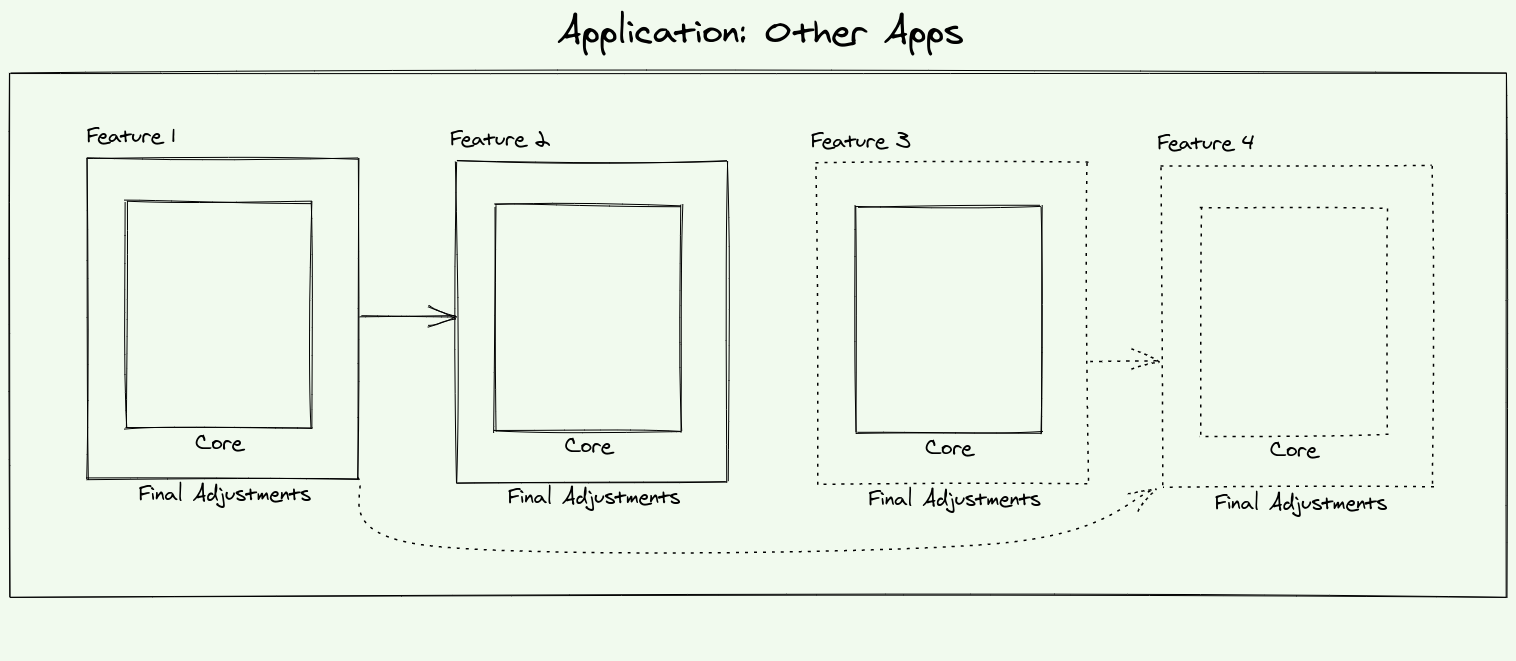 Application: Other Apps
Feature 1
Core
Final Adjustments
Feature 2
Core
Final Adjustments
Feature 3
Core
Final Adjustments
Feature 4
Core
Final Adjustments